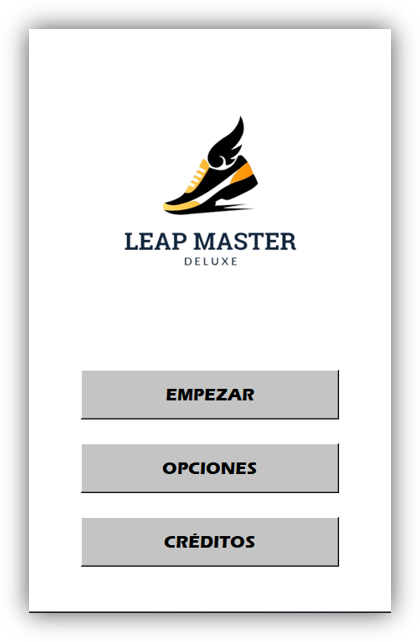 LEAP MASTER
DELUXE
EMPEZAR
OPCIONES
CRÉDITOS